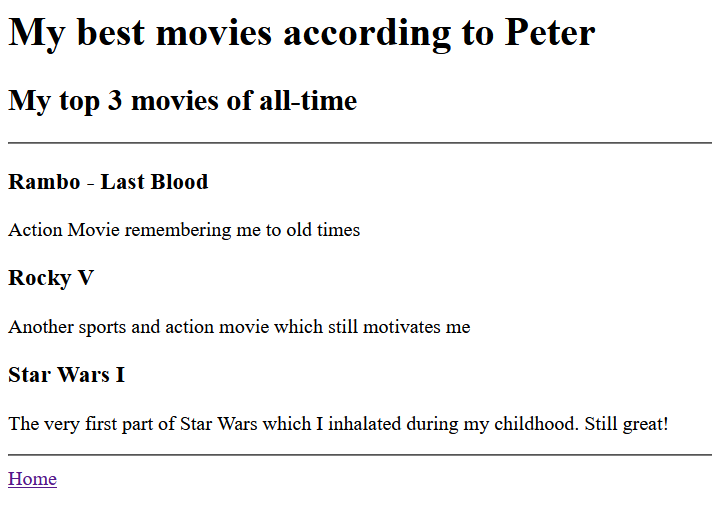 My best movies according to Peter
My top 3 movies of all-time
Rambo - Last Blood
Action Movie remembering me to old times
Rocky V
Another sports and action movie which still motivates me
Star Wars I
The very first part of Star Wars which I inhalated during my childhood. Still great!
Home